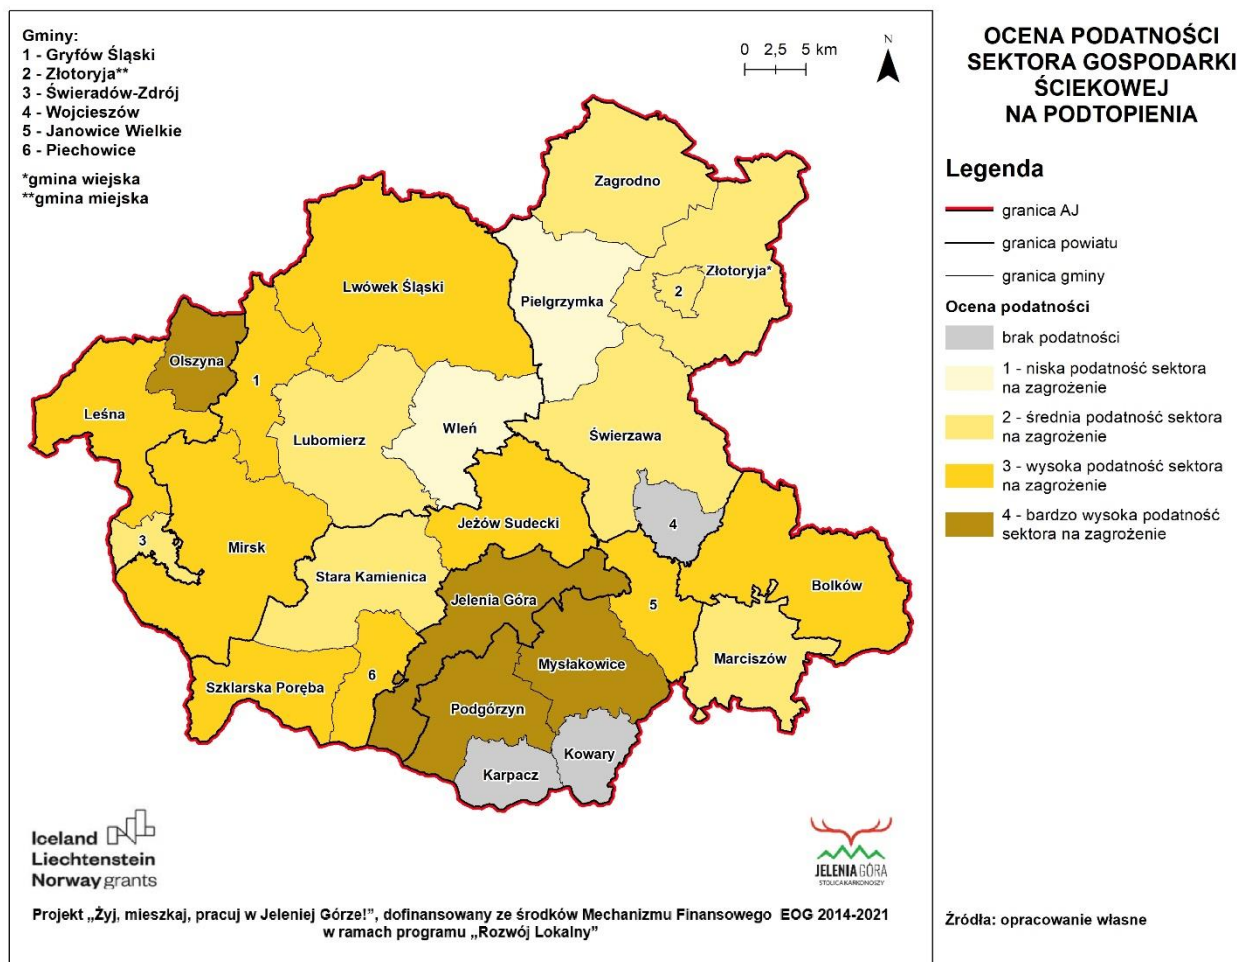 Gminy:
1 - Gryfów Śląski
2 - Złotoryja**
3 - Świeradów-Zdrój
4 - Wojcieszów
5 - Janowice Wielkie
6 - Piechowice
*gmina wiejska
**gmina miejska
0 2,5 5 km
N
OCENA PODATNOŚCI
SEKTORA GOSPODARKI
ŚCIEKOWEJ
NA PODTOPIENIA
Legenda
granica AJ
granica powiatu
granica gminy
Ocena podatności
brak podatności
1 - niska podatność sektora
na zagrożenie
2 - średnia podatność sektora
na zagrożenie
3 - wysoka podatność sektora
na zagrożenie
4 - bardzo wysoka podatność
sektora na zagrożenie
Zagrodno
Złotoryja*
2
Lwówek Śląski
Pielgrzymka
Olszyna
1
Leśna
Lubomierz
Wleń
Świerzawa
4
3
Mirsk
Jeżów Sudecki
Stara Kamienica
Jelenia Góra
5
Bolków
Mysłakowice
Marciszów
Szklarska Poręba
6
Podgórzyn
Kowary
Karpacz
Iceland
Liechtenstein
Norway grants
JELENIA GÓRA
STOLICA KARKONOSZY
Projekt „Żyj, mieszkaj, pracuj w Jeleniej Górze!”, dofinansowany ze środków Mechanizmu Finansowego EOG 2014-2021
w ramach programu „Rozwój Lokalny”
Źródła: opracowanie własne